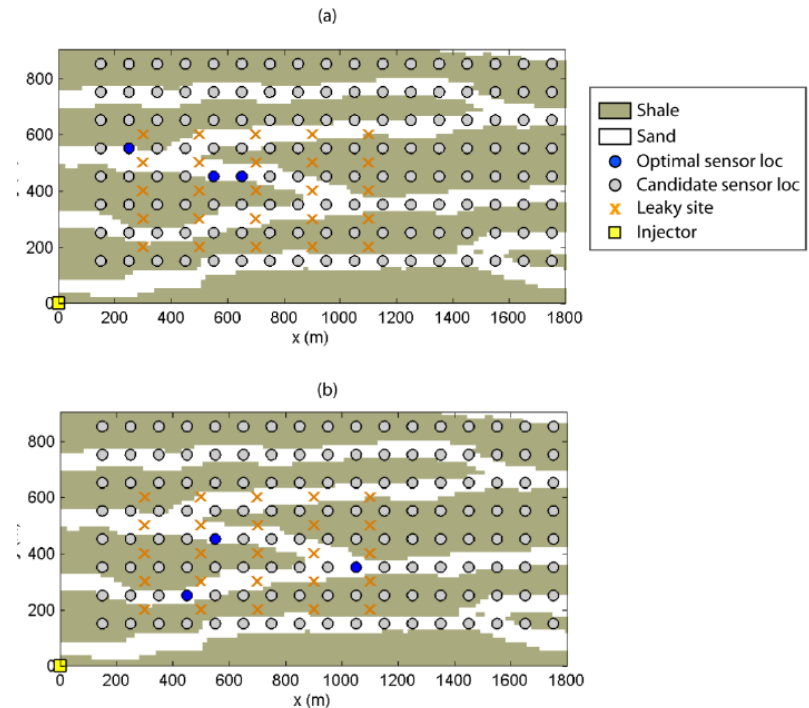 (a)
800
600
400
200
0
0 200 400 600 800 1000 1200 1400 1600 1800
x (m)
Shale
Sand
Optimal sensor loc
Candidate sensor loc
Leaky site
Injector
(b)
800
600
400
200
0
0 200 400 600 800 1000 1200 1400 1600 1800
x (m)